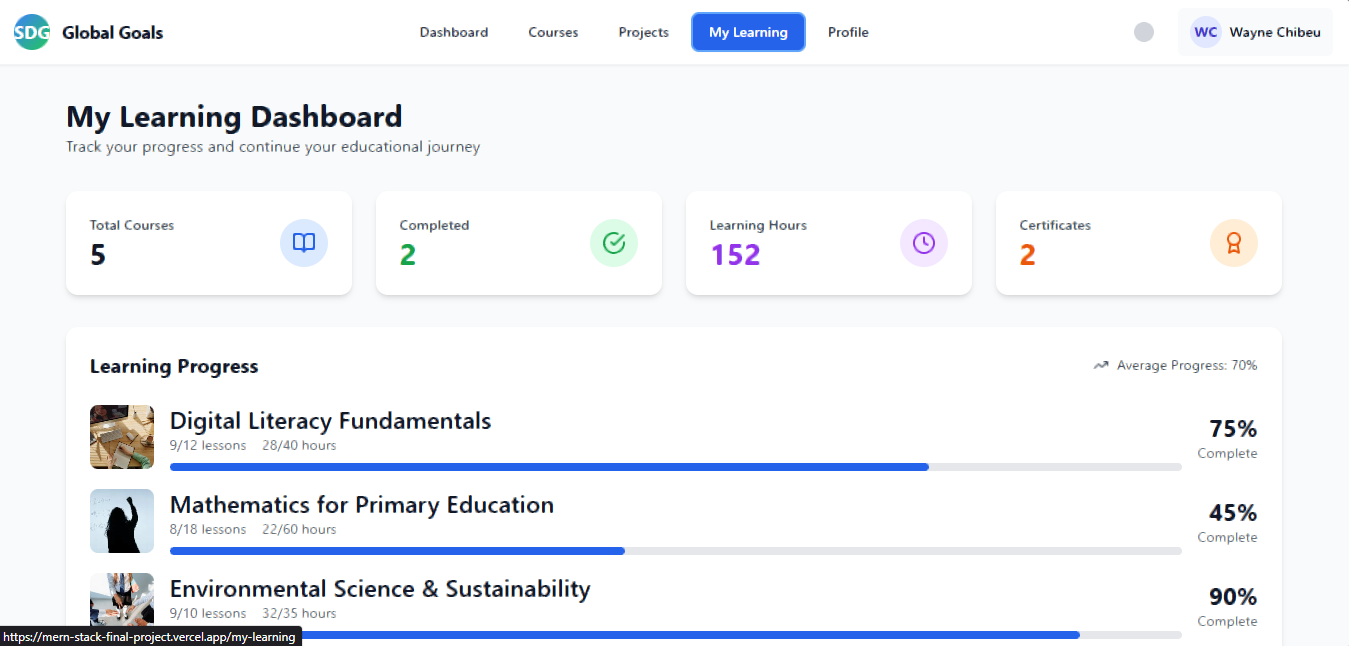 SDG Global Goals Dashboard Courses Projects My Learning Profile WC Wayne Chibeu
My Learning Dashboard
Track your progress and continue your educational journey
Total Courses Completed Learning Hours Certificates
5 2 152 2
Learning Progress Average Progress: 70%
Digital Literacy Fundamentals
9/12 lessons 28/40 hours
75%
Complete
Mathematics for Primary Education
8/18 lessons 22/60 hours
45%
Complete
Environmental Science & Sustainability
9/10 lessons 32/35 hours
90%
Complete
https://mern-stack-final-project.vercel.app/my-learning